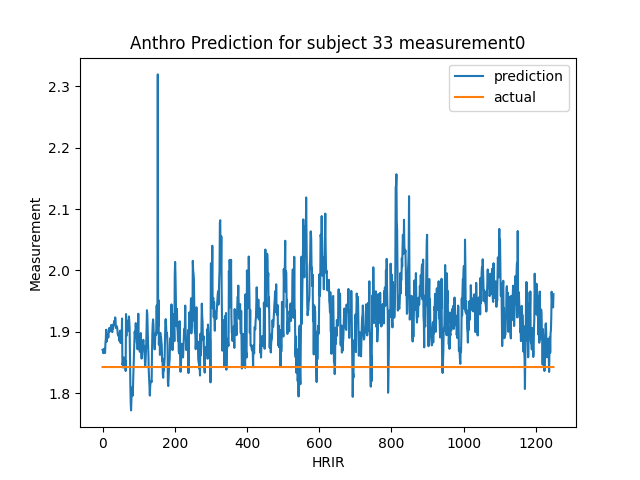 Anthro Prediction for subject 33 measurement0
prediction
actual
Measurement
2.3
2.2
2.1
2.0
1.9
1.8
0 200 400 600 800 1000 1200
HRIR